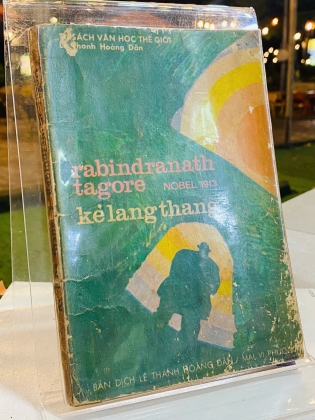 SÁCH VĂN HỌC THẾ GIỚI
Thanh Hoàng Dân
rabindranath
tagore NOBEL 1913
kẻ lang thang
BẢN DỊCH LÊ THANH HOÀNG DÂN / MAI VI PHÚC